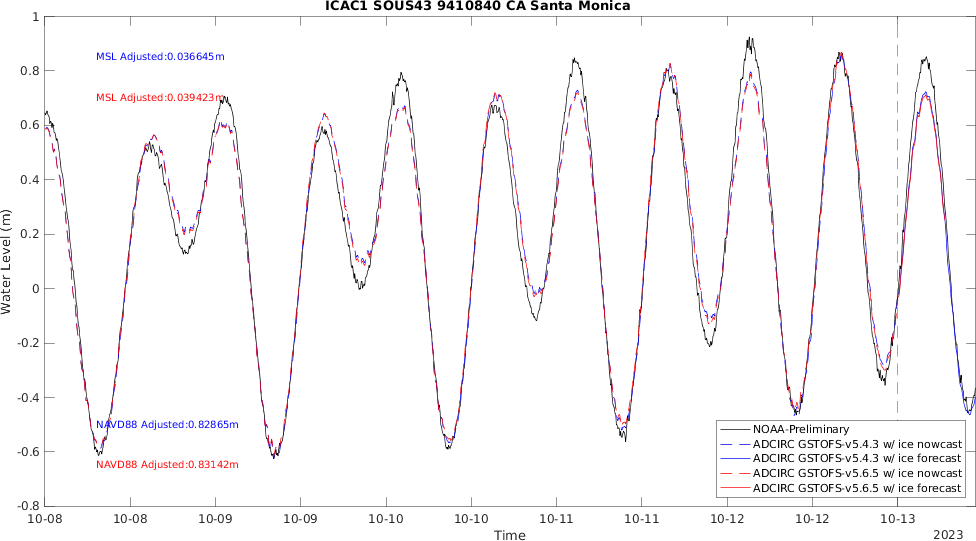 ICAC1 SOUS43 9410840 CA Santa Monica
1
0.8
0.6
0.4
0.2
0
-0.2
-0.4
-0.6
-0.8
Water Level (m)
MSL Adjusted:0.036645m
MSL Adjusted:0.039423m
NAVD88 Adjusted:0.82865m
NAVD88 Adjusted:0.83142m
NOAA-Preliminary
ADCIRC GSTOFS-v5.4.3 w/ ice nowcast
ADCIRC GSTOFS-v5.4.3 w/ ice forecast
ADCIRC GSTOFS-v5.6.5 w/ ice nowcast
ADCIRC GSTOFS-v5.6.5 w/ ice forecast
10-08 10-08 10-09 10-09 10-10 10-10 10-11 10-11 10-12 10-12 10-13
Time
2023